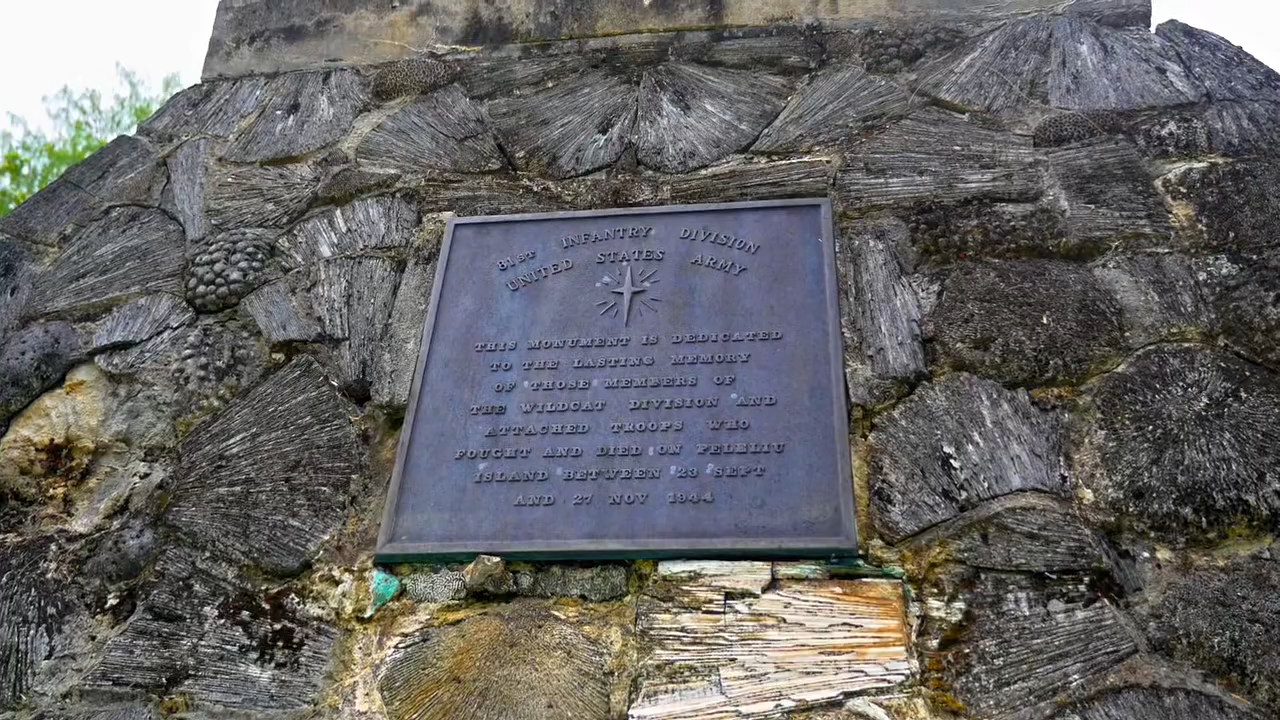 81ST INFANTRY DIVISION
UNITED STATES ARMY
THIS MONUMENT IS DEDICATED
TO THE LASTING MEMORY
OF THOSE MEMBERS OF
THE WILDCAT DIVISION AND
ATTACHED TROOPS WHO
FOUGHT AND DIED ON PELELIU
ISLAND BETWEEN 23 SEPT
AND 27 NOV 1944